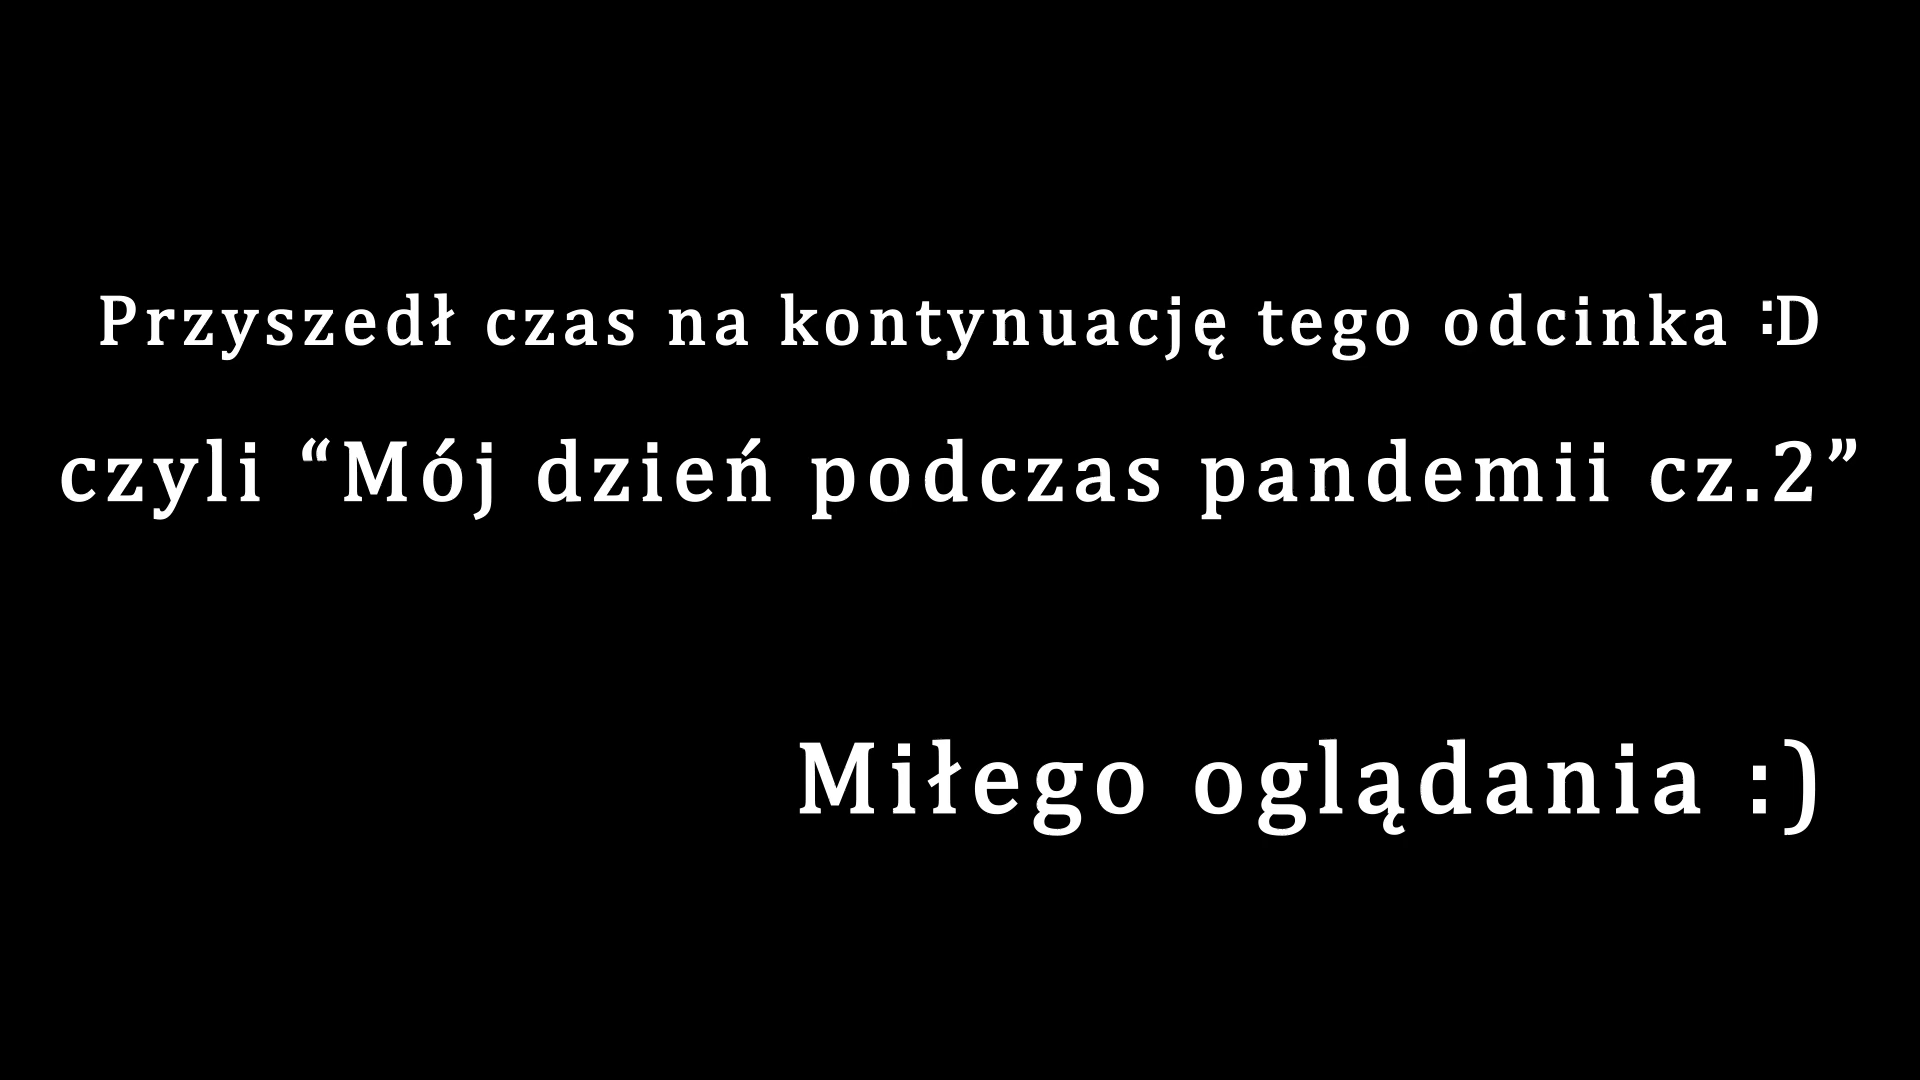 Przyszedł czas na kontynuację tego odcinka :D
czyli “Mój dzień podczas pandemii cz.2”
Miłego oglądania :)